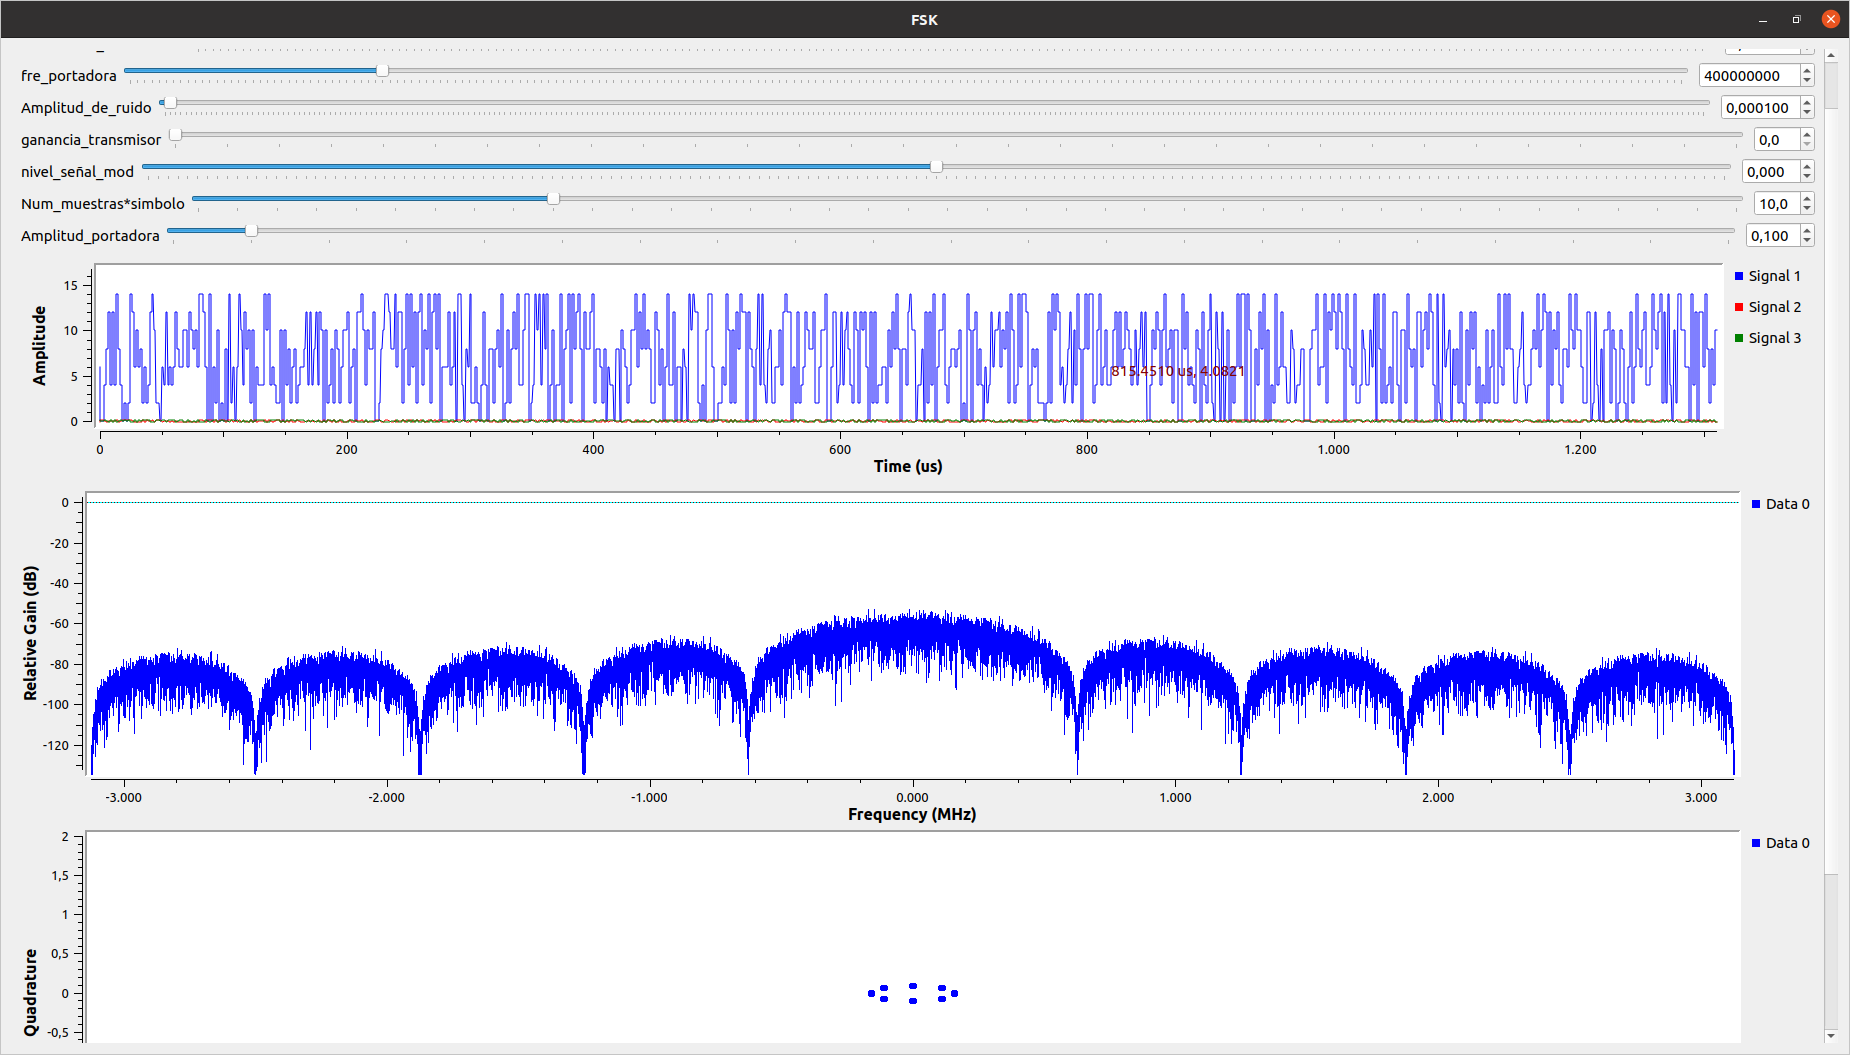 FSK
fre_portadora 400000000
Amplitud_de_ruido 0,000100
ganancia_transmisor 0,0
nivel_señal_mod 0,000
Num_muestras*simbolo 10,0
Amplitud_portadora 0,100
Amplitude
15
10
5
0
815.4510 us, 4.0821
Signal 1
Signal 2
Signal 3
0 200 400 600 800 1.000 1.200
Time (us)
Relative Gain (dB)
0
-20
-40
-60
-80
-100
-120
Data 0
-3.000 -2.000 -1.000 0.000 1.000 2.000 3.000
Frequency (MHz)
Quadrature
2
1,5
1
0,5
0
-0,5
Data 0